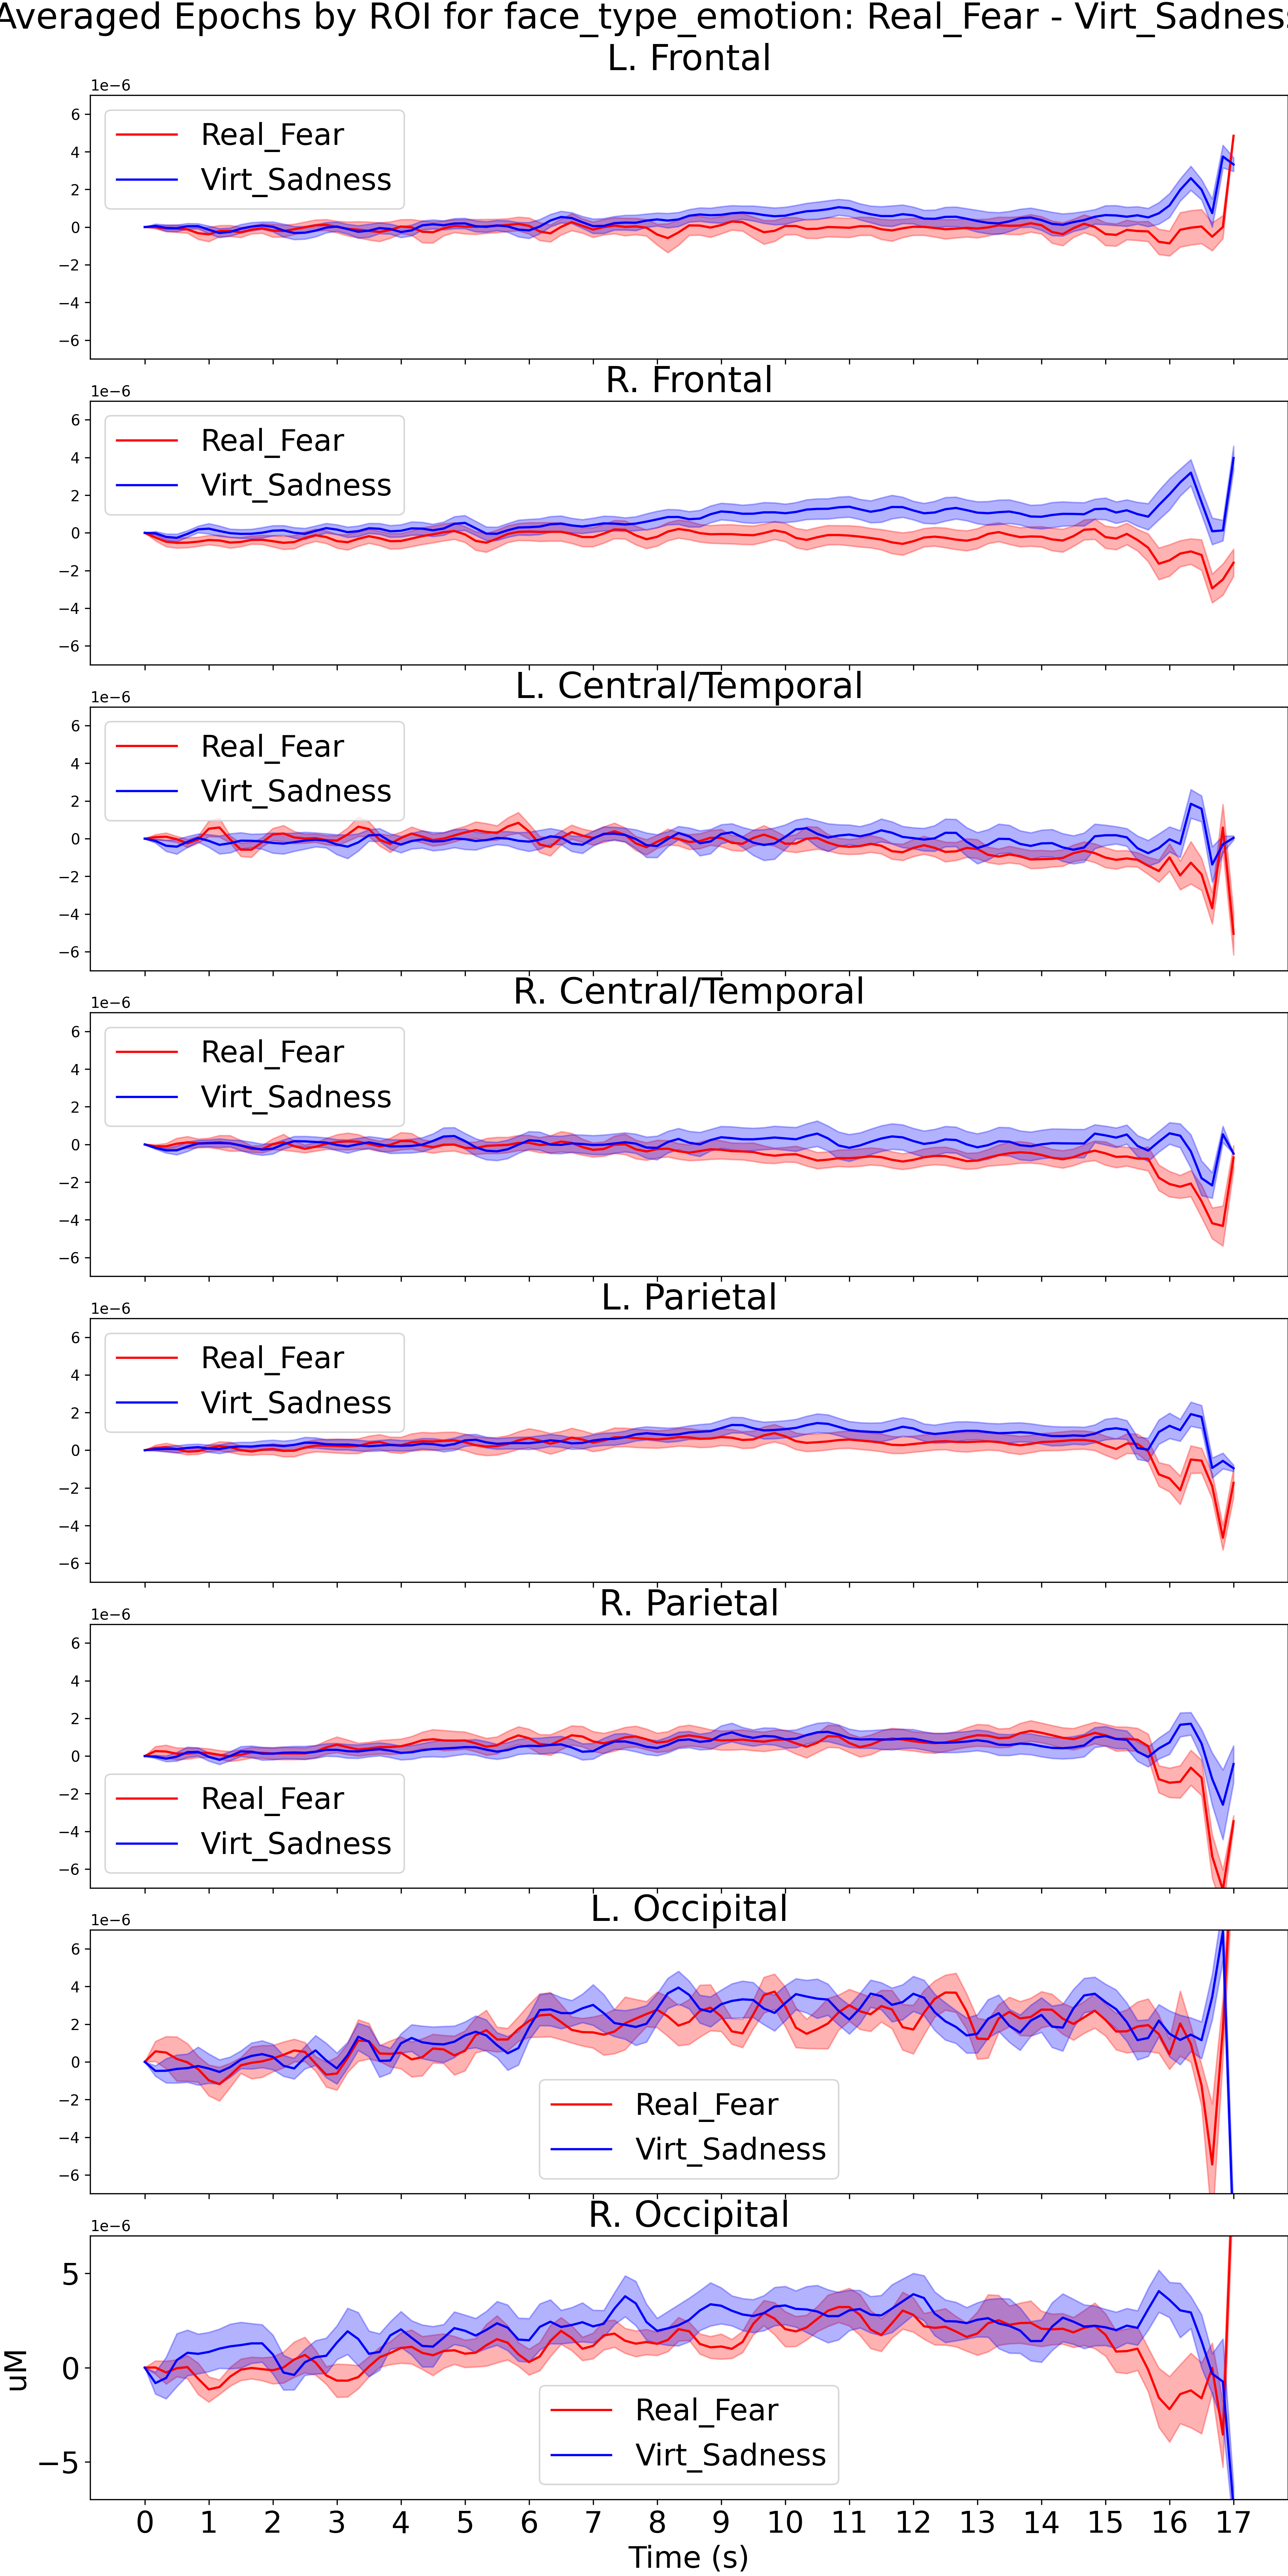 Averaged Epochs by ROI for face_type_emotion: Real_Fear - Virt_Sadness
L. Frontal
1e−6
6
4
2
0
−2
−4
−6
Real_Fear
Virt_Sadness
R. Frontal
1e−6
6
4
2
0
−2
−4
−6
Real_Fear
Virt_Sadness
L. Central/Temporal
1e−6
6
4
2
0
−2
−4
−6
Real_Fear
Virt_Sadness
R. Central/Temporal
1e−6
6
4
2
0
−2
−4
−6
Real_Fear
Virt_Sadness
L. Parietal
1e−6
6
4
2
0
−2
−4
−6
Real_Fear
Virt_Sadness
R. Parietal
1e−6
6
4
2
0
−2
−4
−6
Real_Fear
Virt_Sadness
L. Occipital
1e−6
6
4
2
0
−2
−4
−6
Real_Fear
Virt_Sadness
R. Occipital
1e−6
5
0
−5
uM
Real_Fear
Virt_Sadness
0 1 2 3 4 5 6 7 8 9 10 11 12 13 14 15 16 17
Time (s)